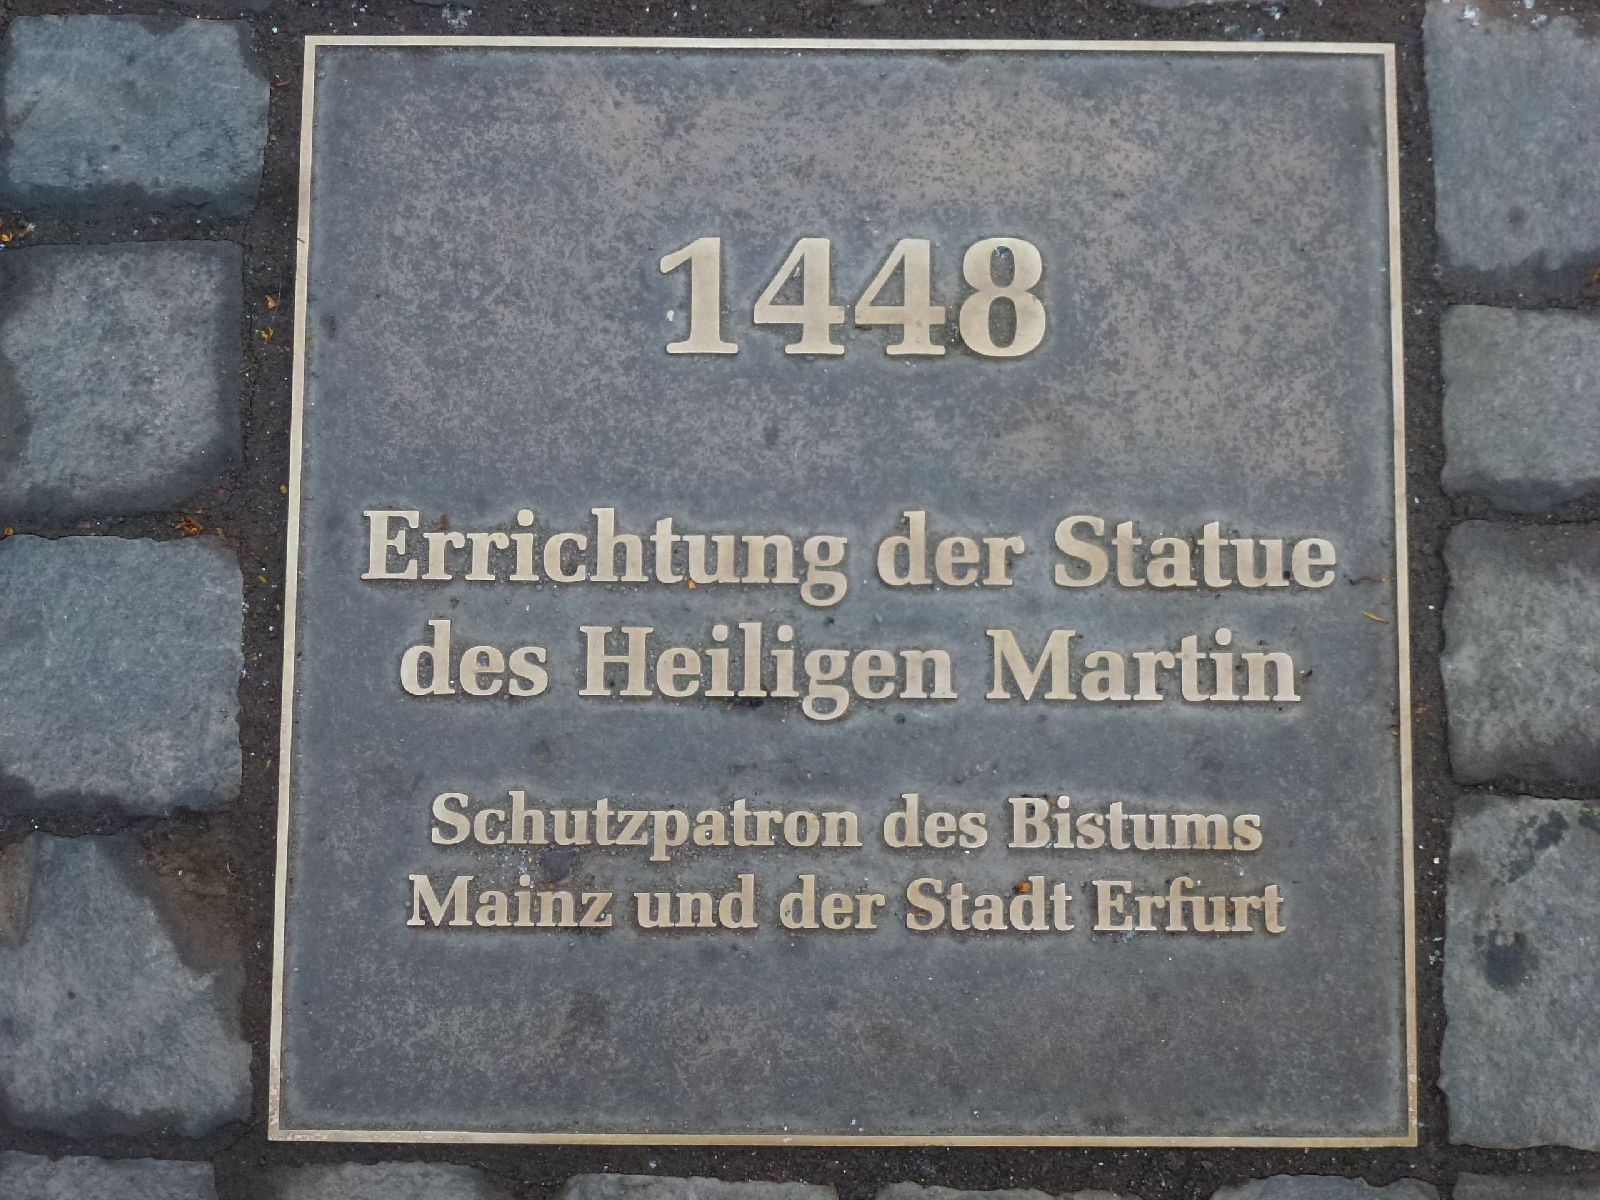 1448
Errichtung der Statue
des Heiligen Martin
Schutzpatron des Bistums
Mainz und der Stadt Erfurt